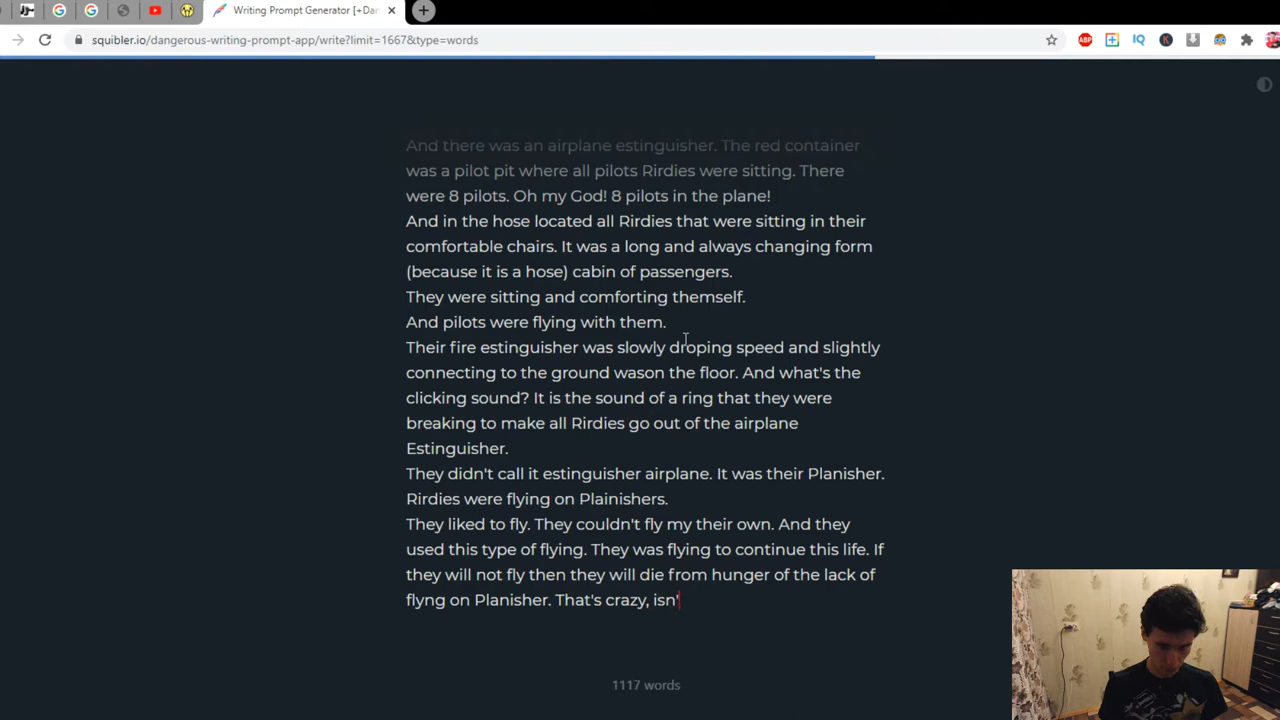 Writing Prompt Generator [+Dan
squibler.io/dangerous-writing-prompt-app/write?limit=1667&type=words
ABP
IQ
K
And there was an airplane estinguisher. The red container
was a pilot pit where all pilots Rirdies were sitting. There
were 8 pilots. Oh my God! 8 pilots in the plane!
And in the hose located all Rirdies that were sitting in their
comfortable chairs. It was a long and always changing form
(because it is a hose) cabin of passengers.
They were sitting and comforting themself.
And pilots were flying with them.
Their fire estinguisher was slowly droping speed and slightly
connecting to the ground wason the floor. And what's the
clicking sound? It is the sound of a ring that they were
breaking to make all Rirdies go out of the airplane
Estinguisher.
They didn't call it estinguisher airplane. It was their Planisher.
Rirdies were flying on Plainishers.
They liked to fly. They couldn't fly my their own. And they
used this type of flying. They was flying to continue this life. If
they will not fly then they will die from hunger of the lack of
flyng on Planisher. That's crazy, isn'
1117 words